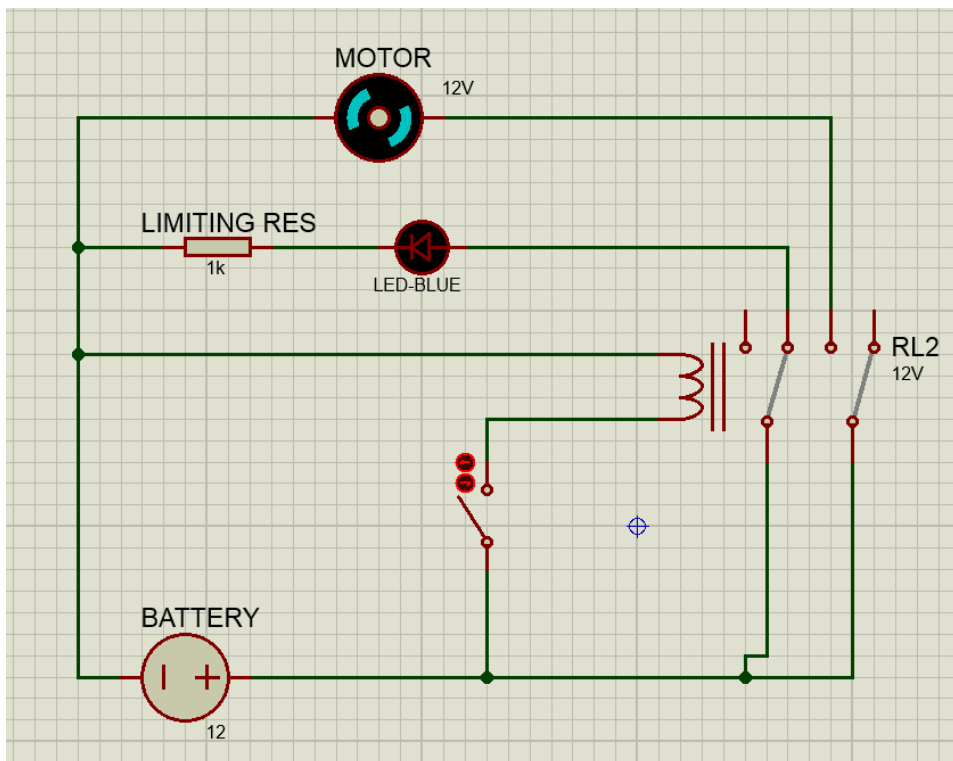 MOTOR
12V
LIMITING RES
1k
LED-BLUE
RL2
12V
BATTERY
12